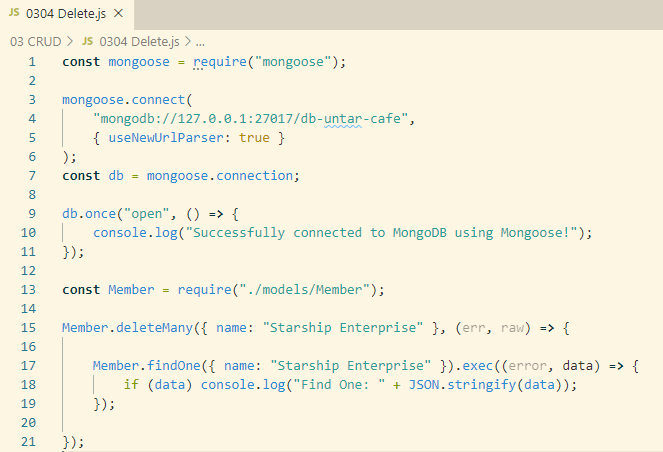 JS 0304 Delete.js ×
03 CRUD > JS 0304 Delete.js > ...
1 const mongoose = require("mongoose");
2
3 mongoose.connect(
4 "mongodb://127.0.0.1:27017/db-untar-cafe",
5 { useNewUrlParser: true }
6 );
7 const db = mongoose.connection;
8
9 db.once("open", () => {
10 console.log("Successfully connected to MongoDB using Mongoose!");
11 });
12
13 const Member = require("./models/Member");
14
15 Member.deleteMany({ name: "Starship Enterprise" }, (err, raw) => {
16
17 Member.findOne({ name: "Starship Enterprise" }).exec((error, data) => {
18 if (data) console.log("Find One: " + JSON.stringify(data));
19 });
20
21 });